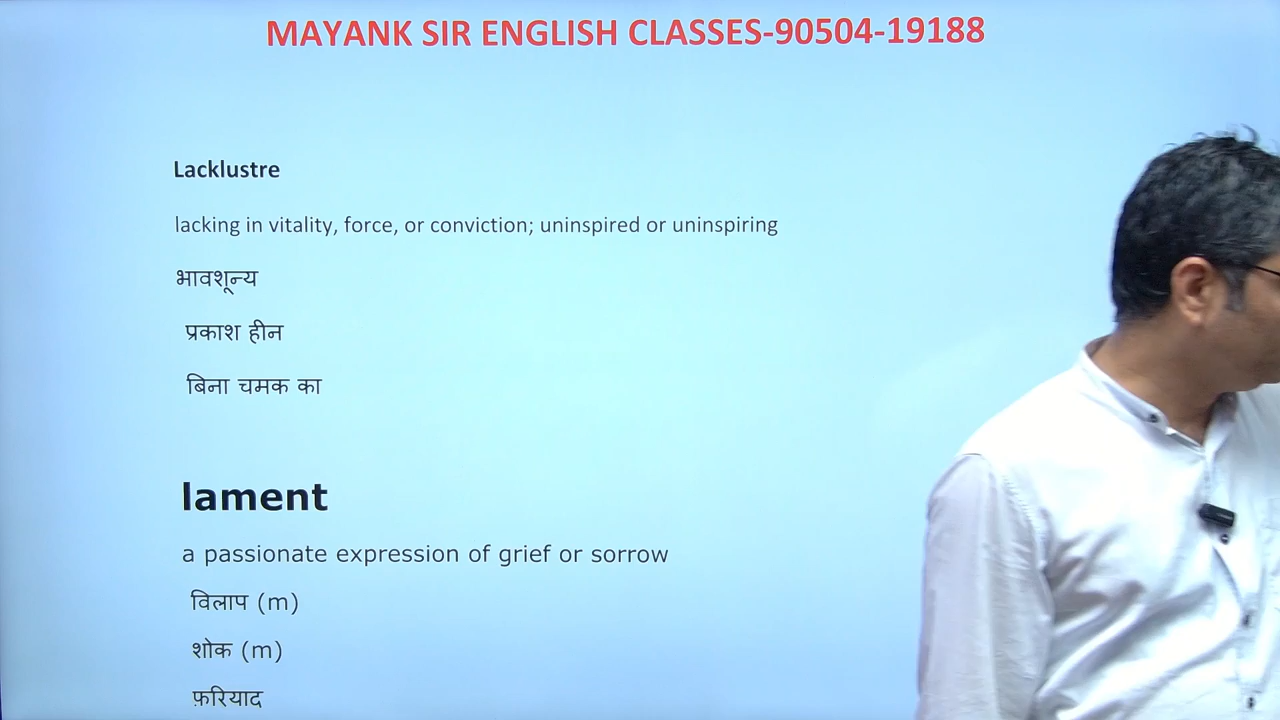 MAYANK SIR ENGLISH CLASSES-90504-19188
Lacklustre
lacking in vitality, force, or conviction; uninspired or uninspiring
भावशून्य
प्रकाश हीन
बिना चमक का
lament
a passionate expression of grief or sorrow
विलाप (m)
शोक (m)
फ़रियाद